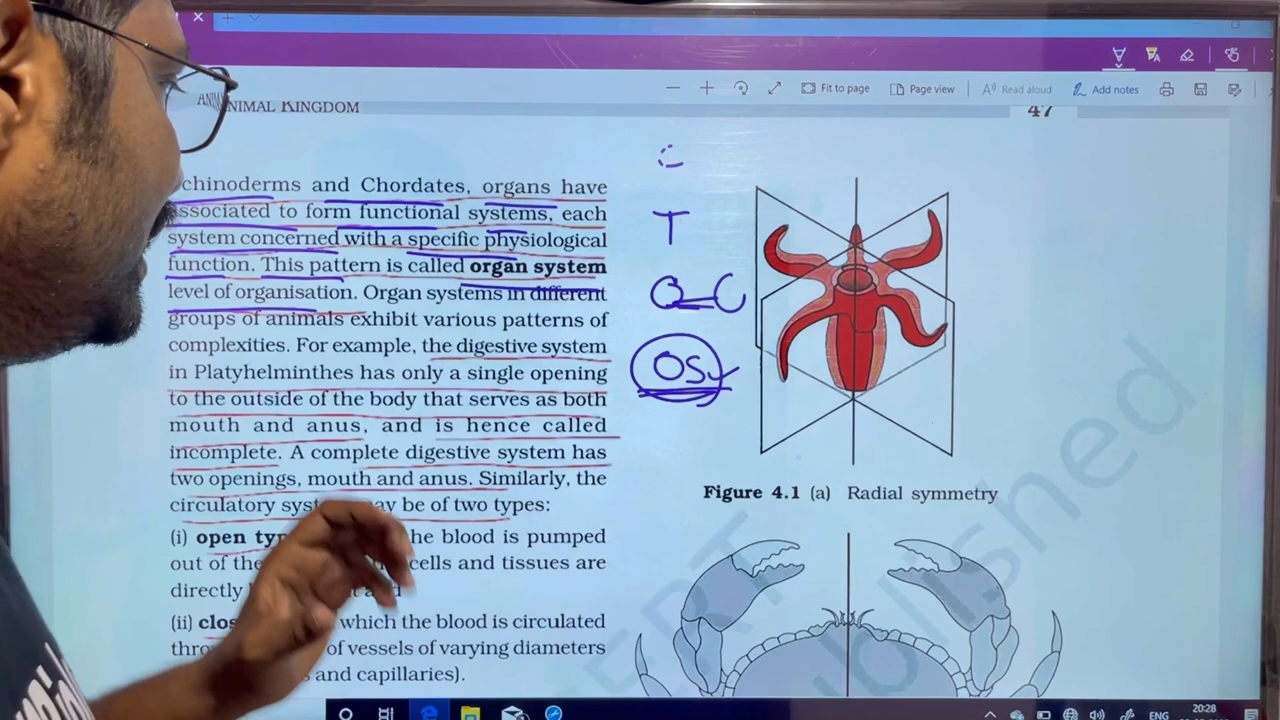 Fit to page
Page view
Read aloud
Add notes
NIMAL KINGDOM
47
chinoderms and Chordates, organs have
associated to form functional systems, each
system concerned with a specific physiological
function. This pattern is called organ system
level of organisation. Organ systems in different
groups of animals exhibit various patterns of
complexities. For example, the digestive system
in Platyhelminthes has only a single opening
to the outside of the body that serves as both
mouth and anus, and is hence called
incomplete. A complete digestive system has
two openings, mouth and anus. Similarly, the
circulatory may be of two types:
(i) open the blood is pumped
out of the cells and tissues are
directly
(ii) which the blood is circulated
of vessels of varying diameters
and capillaries).
T
O C
OS
Figure 4.1 (a) Radial symmetry
ERT
ublished
ENG
20:28